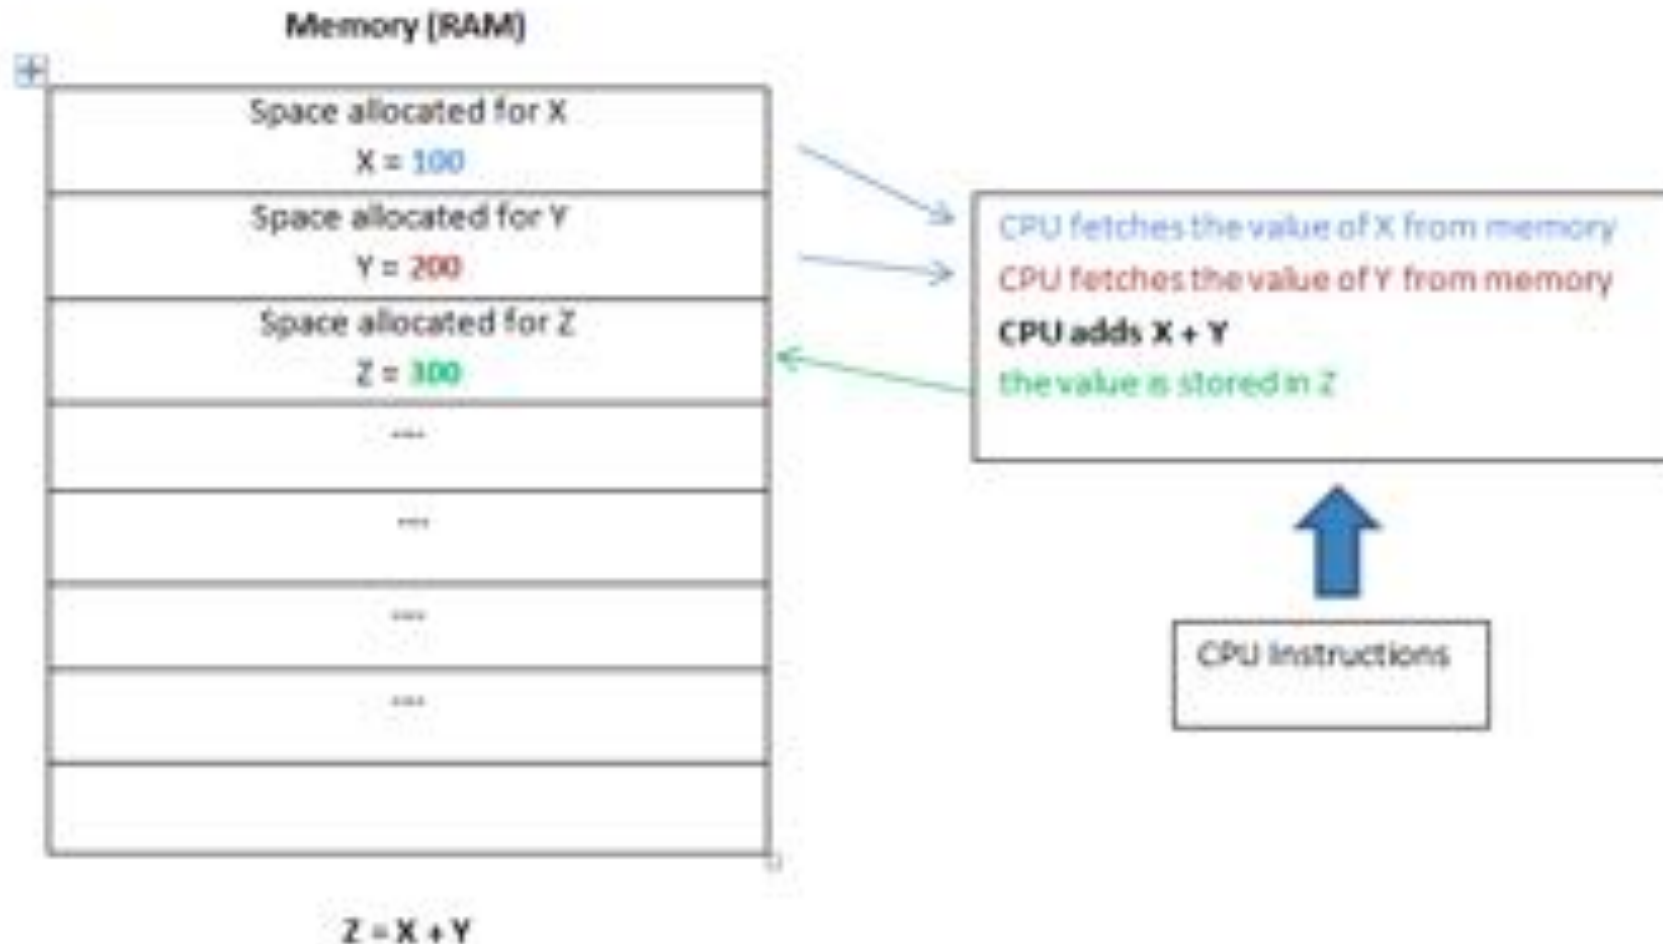 Memory (RAM)
Space allocated for X
X = 100
Space allocated for Y
Y = 200
Space allocated for Z
Z = 300
....
....
....
....
Z = X + Y
CPU fetches the value of X from memory
CPU fetches the value of Y from memory
CPU adds X + Y
the value is stored in Z
CPU Instructions